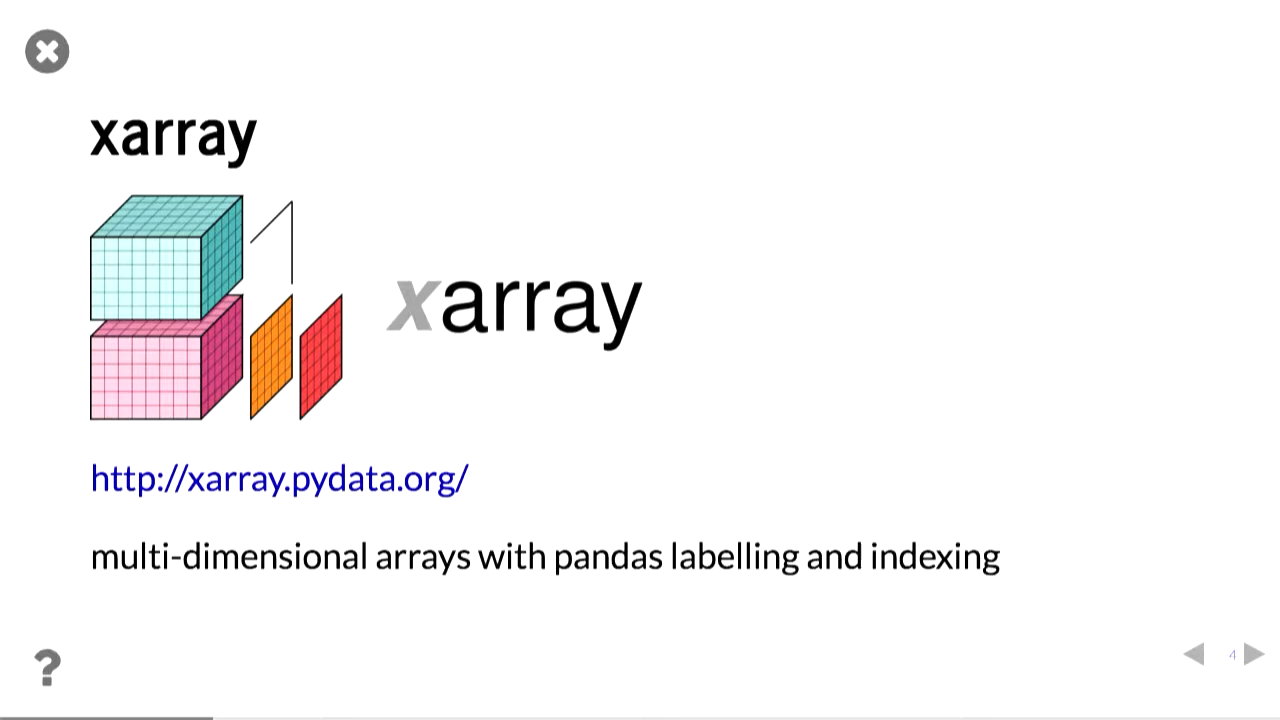 xarray
xarray
http://xarray.pydata.org/
multi-dimensional arrays with pandas labelling and indexing
?
4